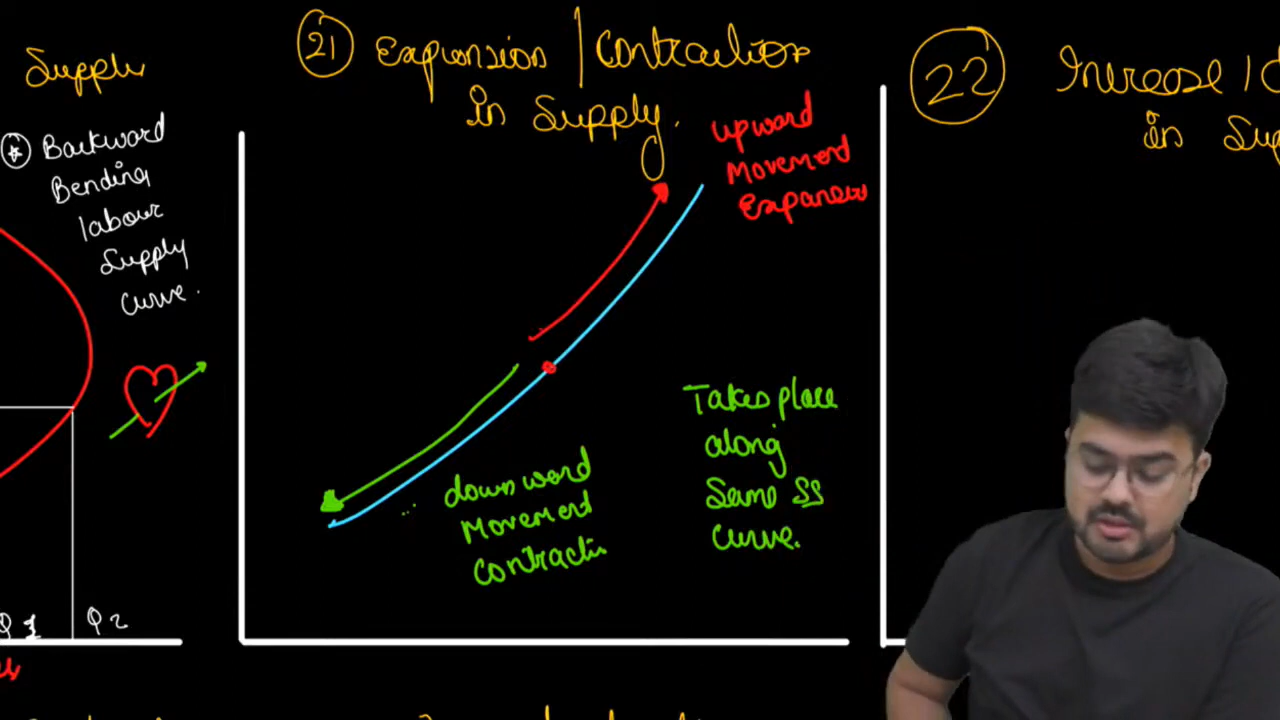 Supply
* Backward
Bending
labour
Supply
Curve.
Q1 Q2
21 Expansion / Contraction
in Supply.
upward
Movement
Expansion
downward
Movement
Contracti
Takes place
along
Same SS
Curve.
22 Increase /
in Sup